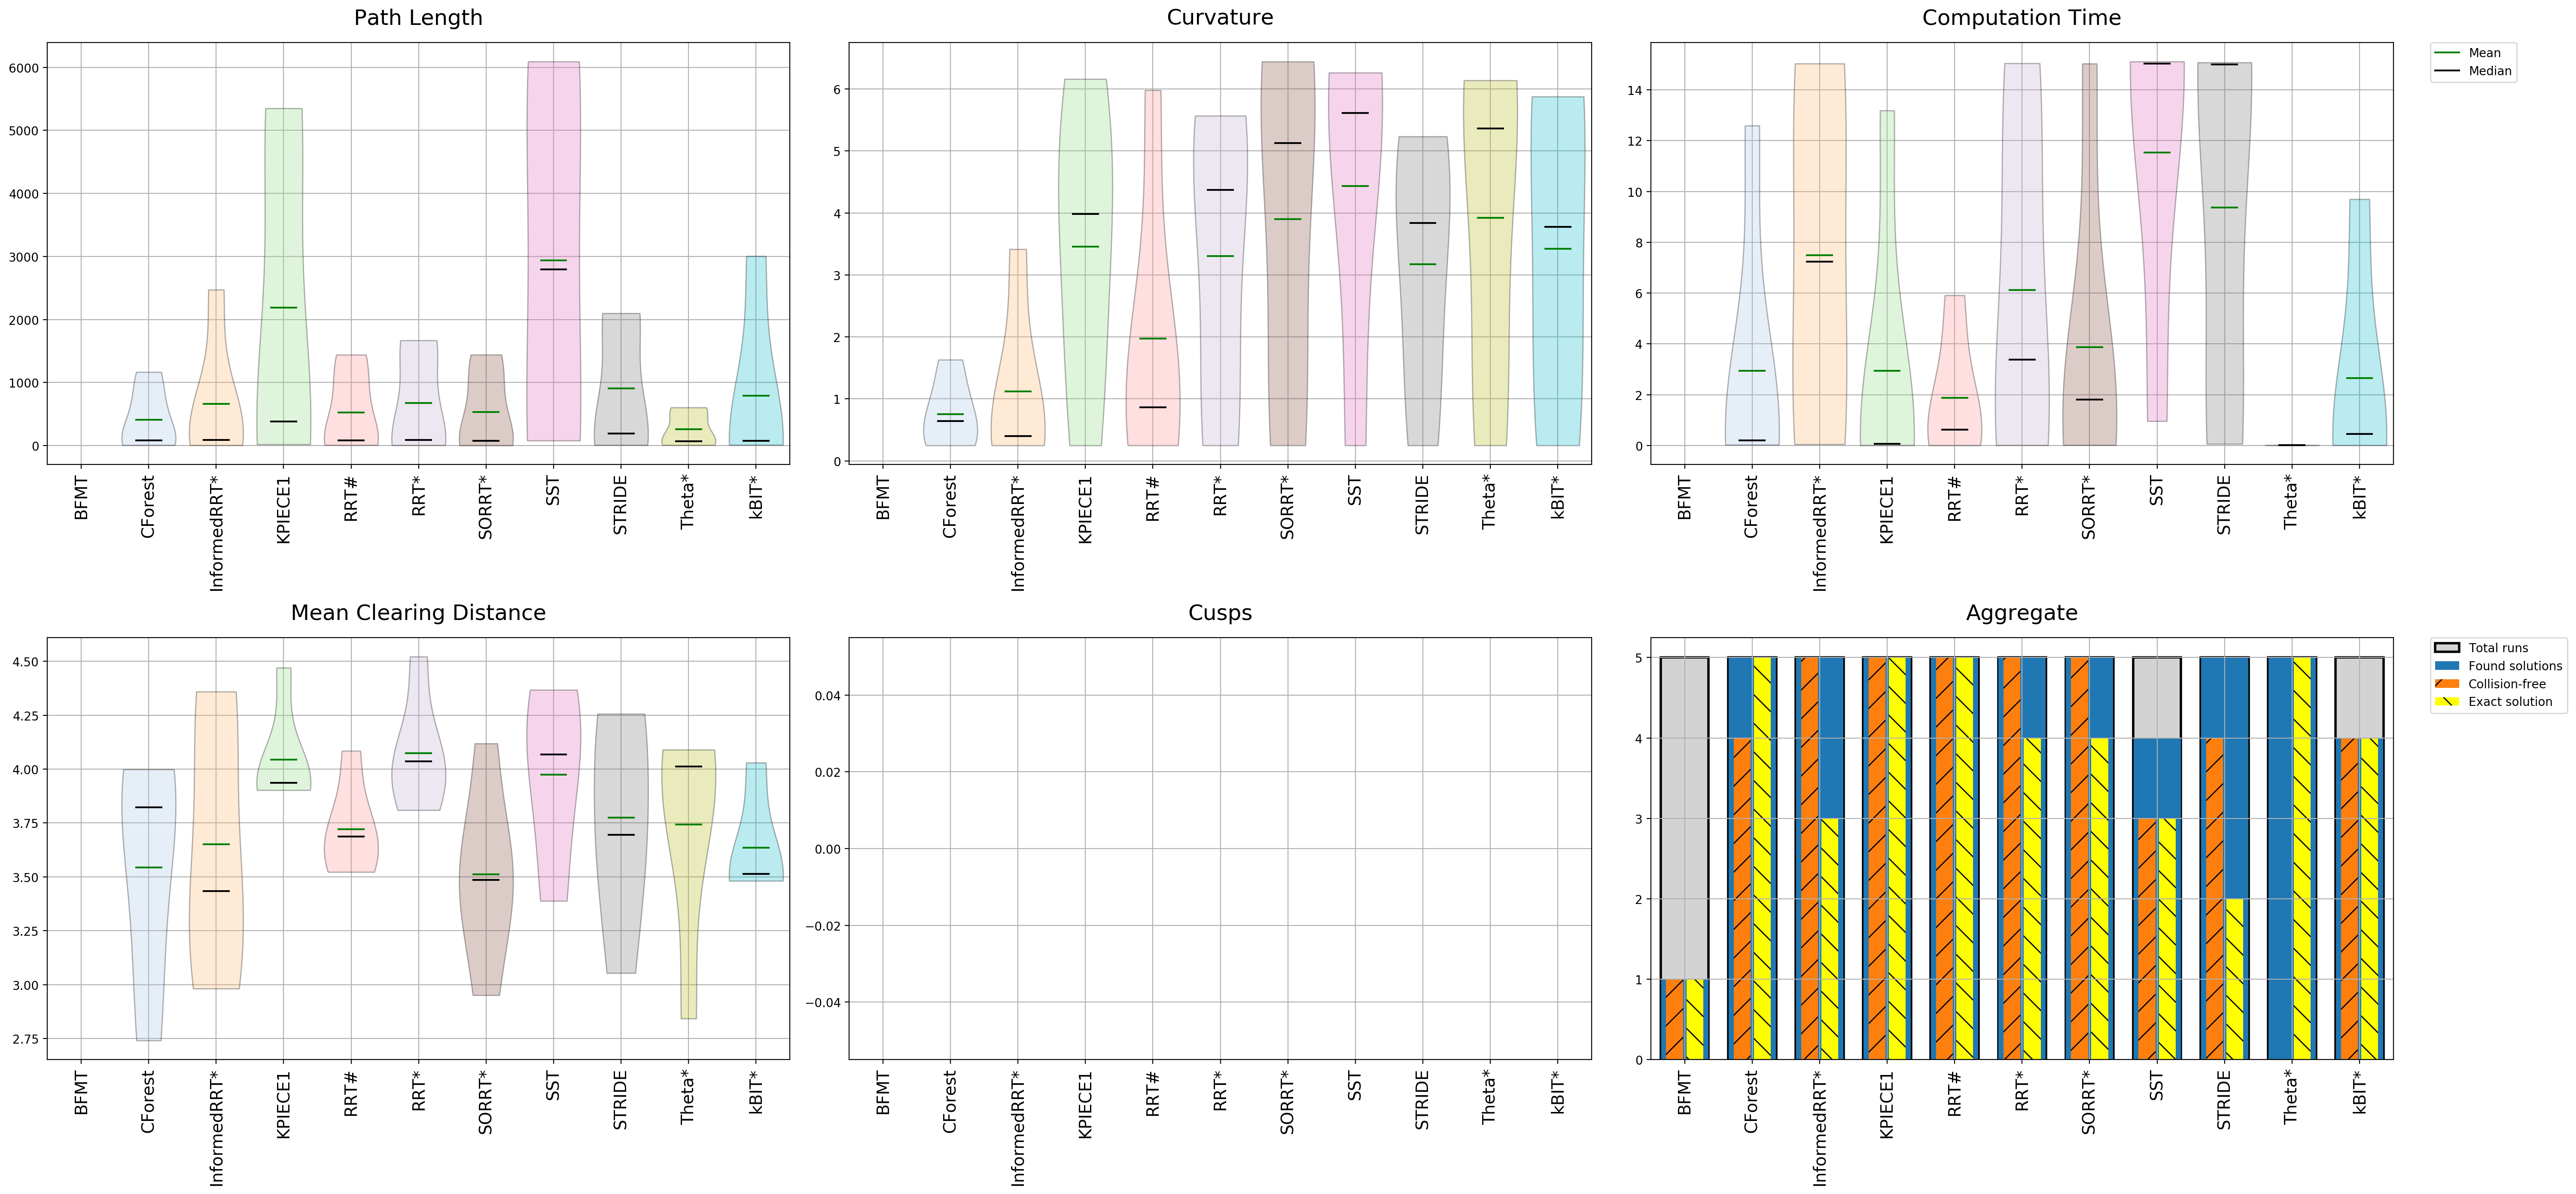 Path Length
Curvature
Computation Time
6000
5000
4000
3000
2000
1000
0
BFMT
CForest
InformedRRT*
KPIECE1
RRT#
RRT*
SORRT*
SST
STRIDE
Theta*
kBIT*
6
5
4
3
2
1
0
BFMT
CForest
InformedRRT*
KPIECE1
RRT#
RRT*
SORRT*
SST
STRIDE
Theta*
kBIT*
14
12
10
8
6
4
2
0
BFMT
CForest
InformedRRT*
KPIECE1
RRT#
RRT*
SORRT*
SST
STRIDE
Theta*
kBIT*
Mean
Median
Mean Clearing Distance
Cusps
Aggregate
4.50
4.25
4.00
3.75
3.50
3.25
3.00
2.75
BFMT
CForest
InformedRRT*
KPIECE1
RRT#
RRT*
SORRT*
SST
STRIDE
Theta*
kBIT*
0.04
0.02
0.00
−0.02
−0.04
BFMT
CForest
InformedRRT*
KPIECE1
RRT#
RRT*
SORRT*
SST
STRIDE
Theta*
kBIT*
5
4
3
2
1
0
BFMT
CForest
InformedRRT*
KPIECE1
RRT#
RRT*
SORRT*
SST
STRIDE
Theta*
kBIT*
Total runs
Found solutions
Collision-free
Exact solution